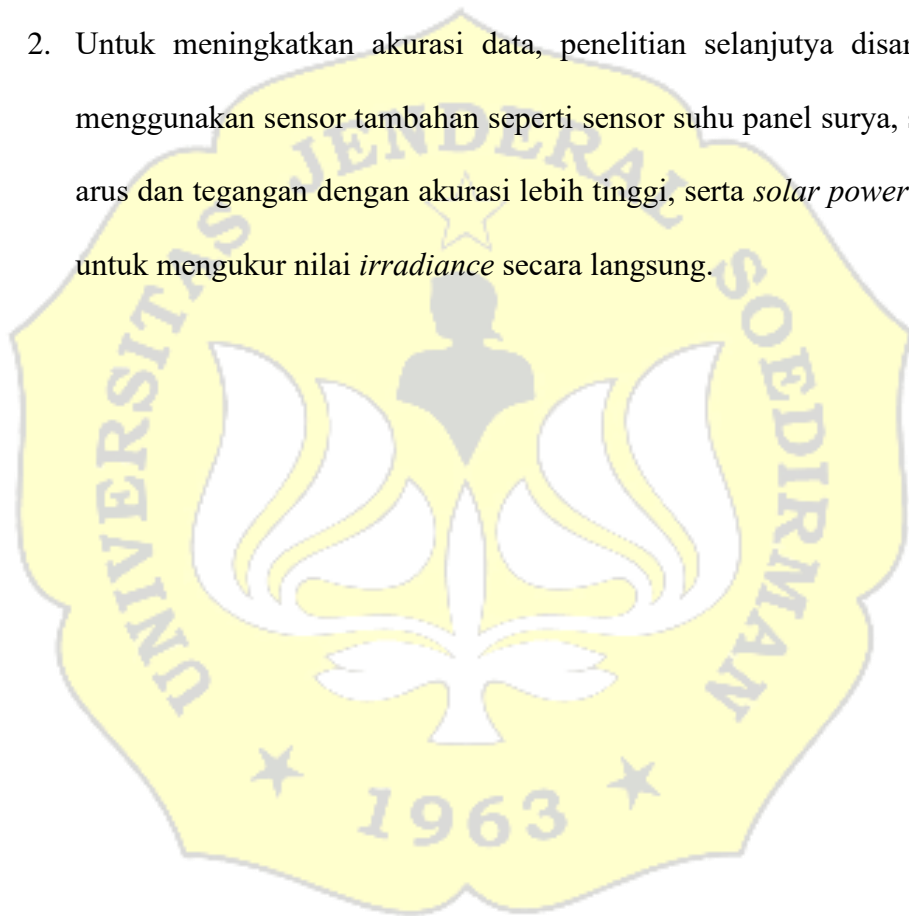 2. Untuk meningkatkan akurasi data, penelitian selanjutya
menggunakan sensor tambahan seperti sensor suhu panel surya,
arus dan tegangan dengan akurasi lebih tinggi, serta solar power
untuk mengukur nilai irradiance secara langsung.
UNIVERSITAS JENDERAL SOEDIRMAN
1963